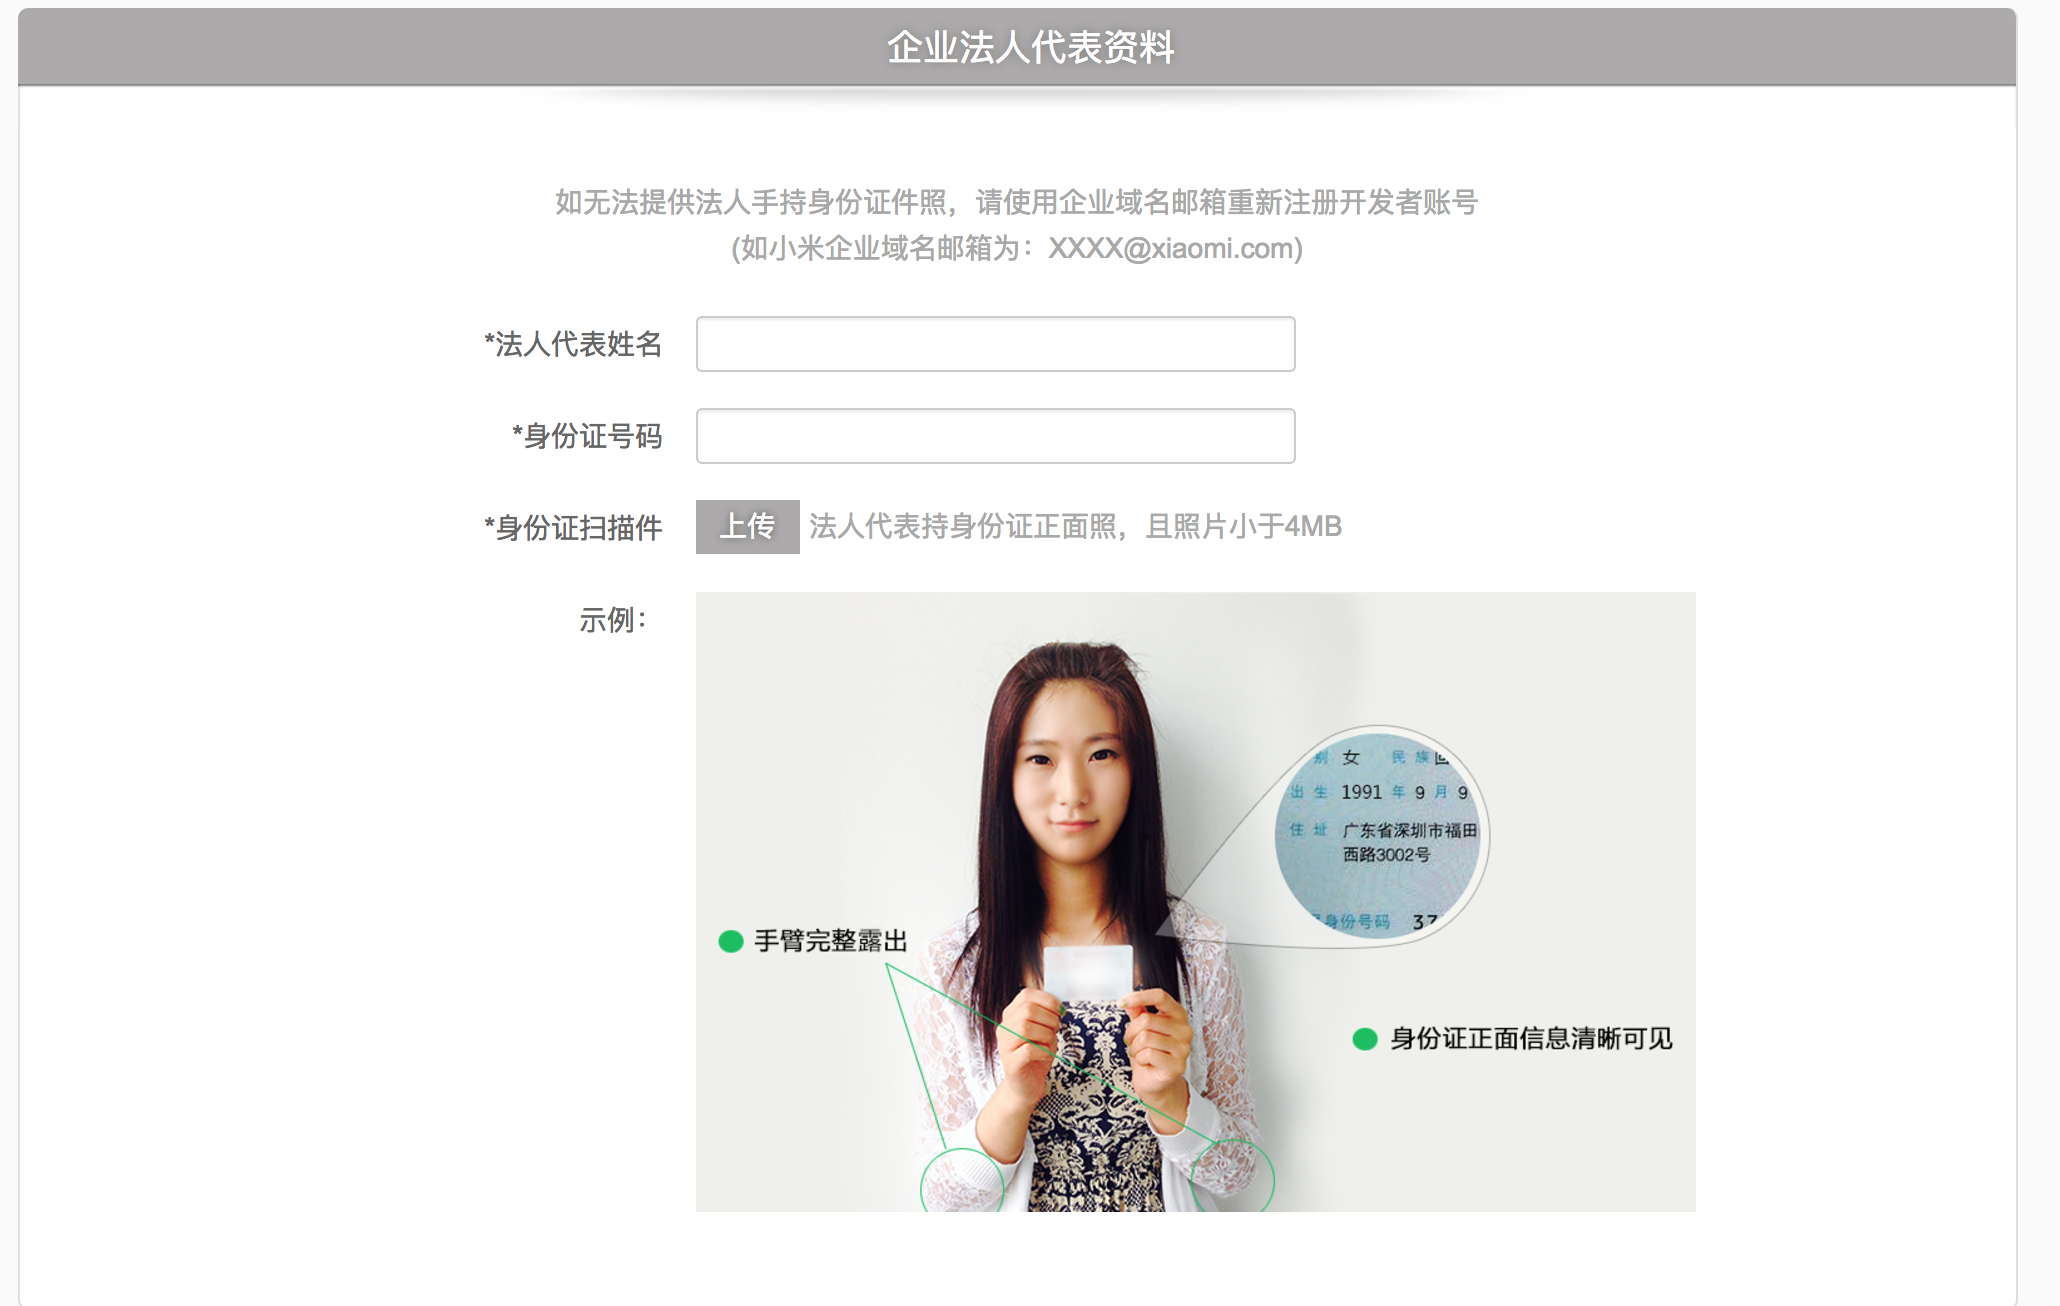 企业法人代表资料
如无法提供法人手持身份证件照，请使用企业域名邮箱重新注册开发者账号
(如小米企业域名邮箱为：XXXX@xiaomi.com)
*法人代表姓名
*身份证号码
*身份证扫描件 上传 法人代表持身份证正面照，且照片小于4MB
示例：
别 女 民族
出生 1991 年 9 月 9
住址 广东省深圳市福田
西路3002号
身份号码 37
手臂完整露出
身份证正面信息清晰可见